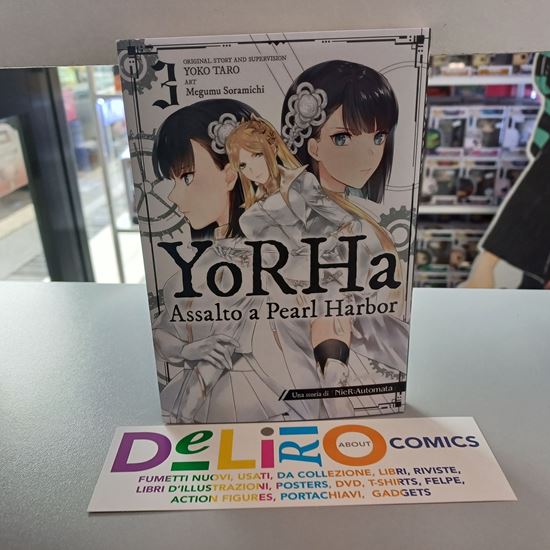 3
ORIGINAL STORY AND SUPERVISION
YOKO TARO
ART
Megumu Soramichi
YoRHa
Assalto a Pearl Harbor
Una storia di NieR:Automata
DeLiRIO ABOUT COMICS
FUMETTI NUOVI, USATI, DA COLLEZIONE, LIBRI, RIVISTE,
LIBRI D'ILLUSTRAZIONI, POSTERS, DVD, T-SHIRTS, FELPE,
ACTION FIGURES, PORTACHIAVI, GADGETS